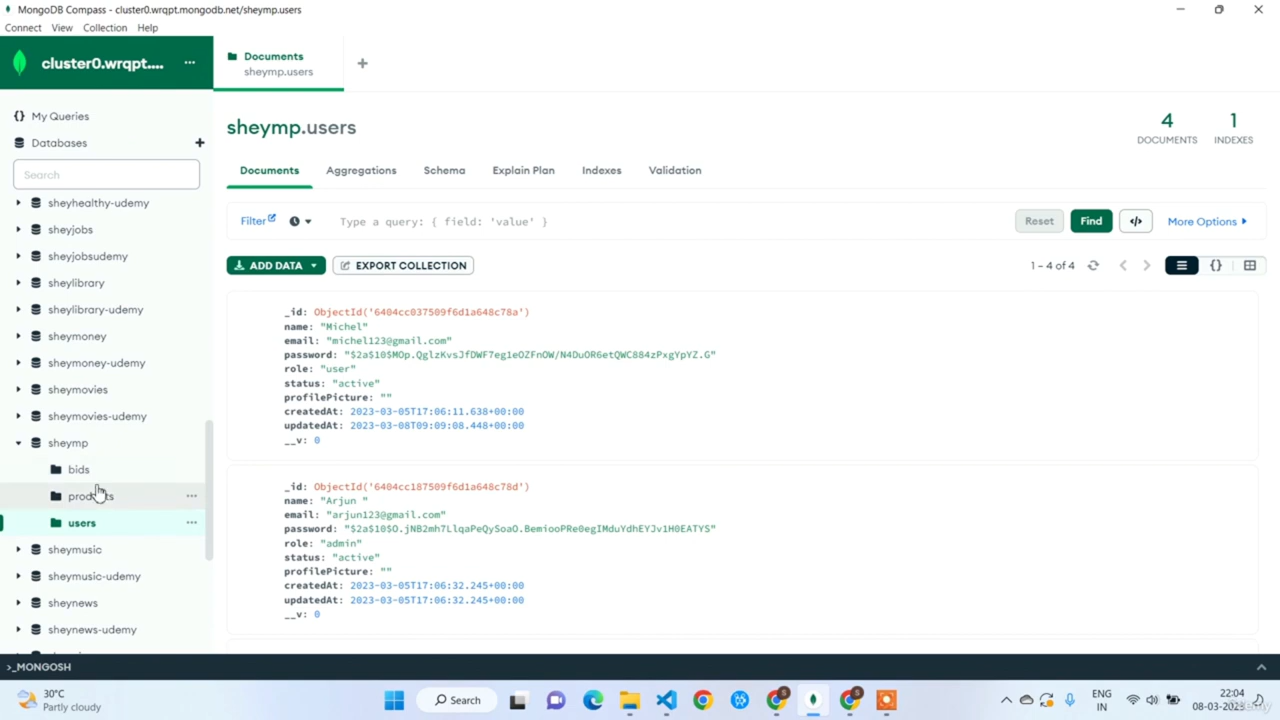 MongoDB Compass - cluster0.wrqpt.mongodb.net/sheymp.users
Connect View Collection Help
cluster0.wrqpt....
Documents
sheymp.users
My Queries
Databases
Search
sheyhealthy-udemy
sheyjobs
sheyjobsudemy
sheylibrary
sheylibrary-udemy
sheymoney
sheymoney-udemy
sheymovies
sheymovies-udemy
sheymp
bids
users
sheymusic
sheymusic-udemy
sheynews
sheynews-udemy
sheymp.users
4
DOCUMENTS
1
INDEXES
Documents Aggregations Schema Explain Plan Indexes Validation
Filter Type a query: { field: 'value' } Reset Find </> More Options
ADD DATA EXPORT COLLECTION 1 – 4 of 4 {}
_id: ObjectId('6404cc037509f6d1a648c78a')
name: "Michel"
email: "michel123@gmail.com"
password: "$2a$10$MOp.QglzKvsJfDWF7eg1eOZFnOW/N4DuOR6etQWC884zPxgYpYZ.G"
role: "user"
status: "active"
profilePicture: ""
createdAt: 2023-03-05T17:06:11.638+00:00
updatedAt: 2023-03-08T09:09:08.448+00:00
__v: 0
_id: ObjectId('6404cc187509f6d1a648c78d')
name: "Arjun "
email: "arjun123@gmail.com"
password: "$2a$10$O.jNB2mh7LlqaPeQySoaO.BemiooPRe0egIMduYdhEYJv1H0EATYS"
role: "admin"
status: "active"
profilePicture: ""
createdAt: 2023-03-05T17:06:32.245+00:00
updatedAt: 2023-03-05T17:06:32.245+00:00
__v: 0
>_MONGOSH
30°C
Partly cloudy
Search
ENG
IN
22:04
08-03-2023